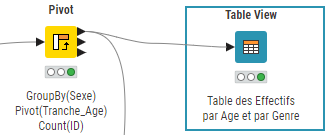 Pivot
GroupBy(Sexe)
Pivot(Tranche_Age)
Count(ID)
Table View
Table des Effectifs
par Age et par Genre